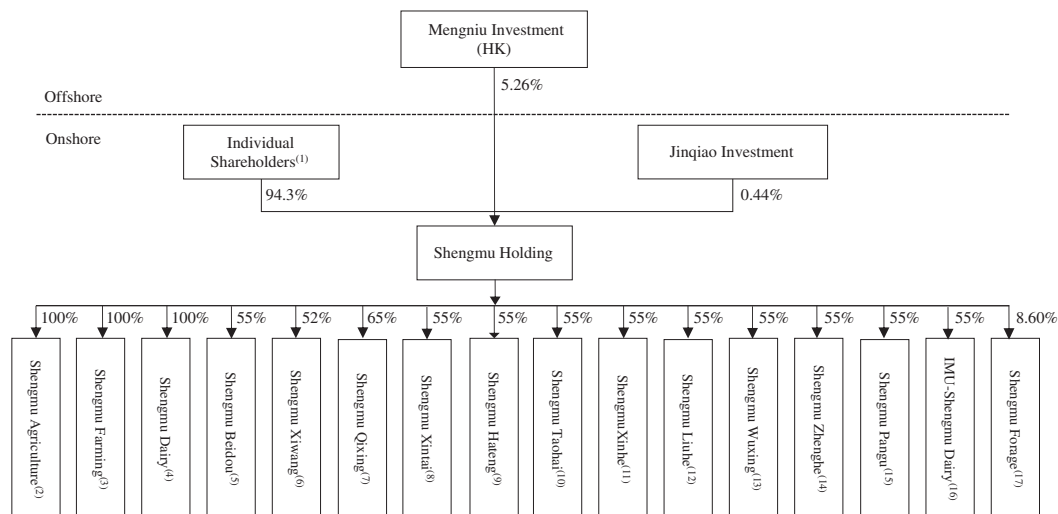 Mengniu Investment
(HK)
5.26%
Offshore
Onshore
Individual
Shareholders(1)
Jinqiao Investment
94.3%
0.44%
Shengmu Holding
100%
100%
100%
55%
52%
65%
55%
55%
55%
55%
55%
55%
55%
55%
55%
8.60%
Shengmu Agriculture(2)
Shengmu Farming(3)
Shengmu Dairy(4)
Shengmu Beidou(5)
Shengmu Xiwang(6)
Shengmu Qixing(7)
Shengmu Xintai(8)
Shengmu Hateng(9)
Shengmu Taohai(10)
ShengmuXinhe(11)
Shengmu Liuhe(12)
Shengmu Wuxing(13)
Shengmu Zhenghe(14)
Shengmu Pangu(15)
IMU-Shengmu
Dairy(16)
Shengmu Forage(17)